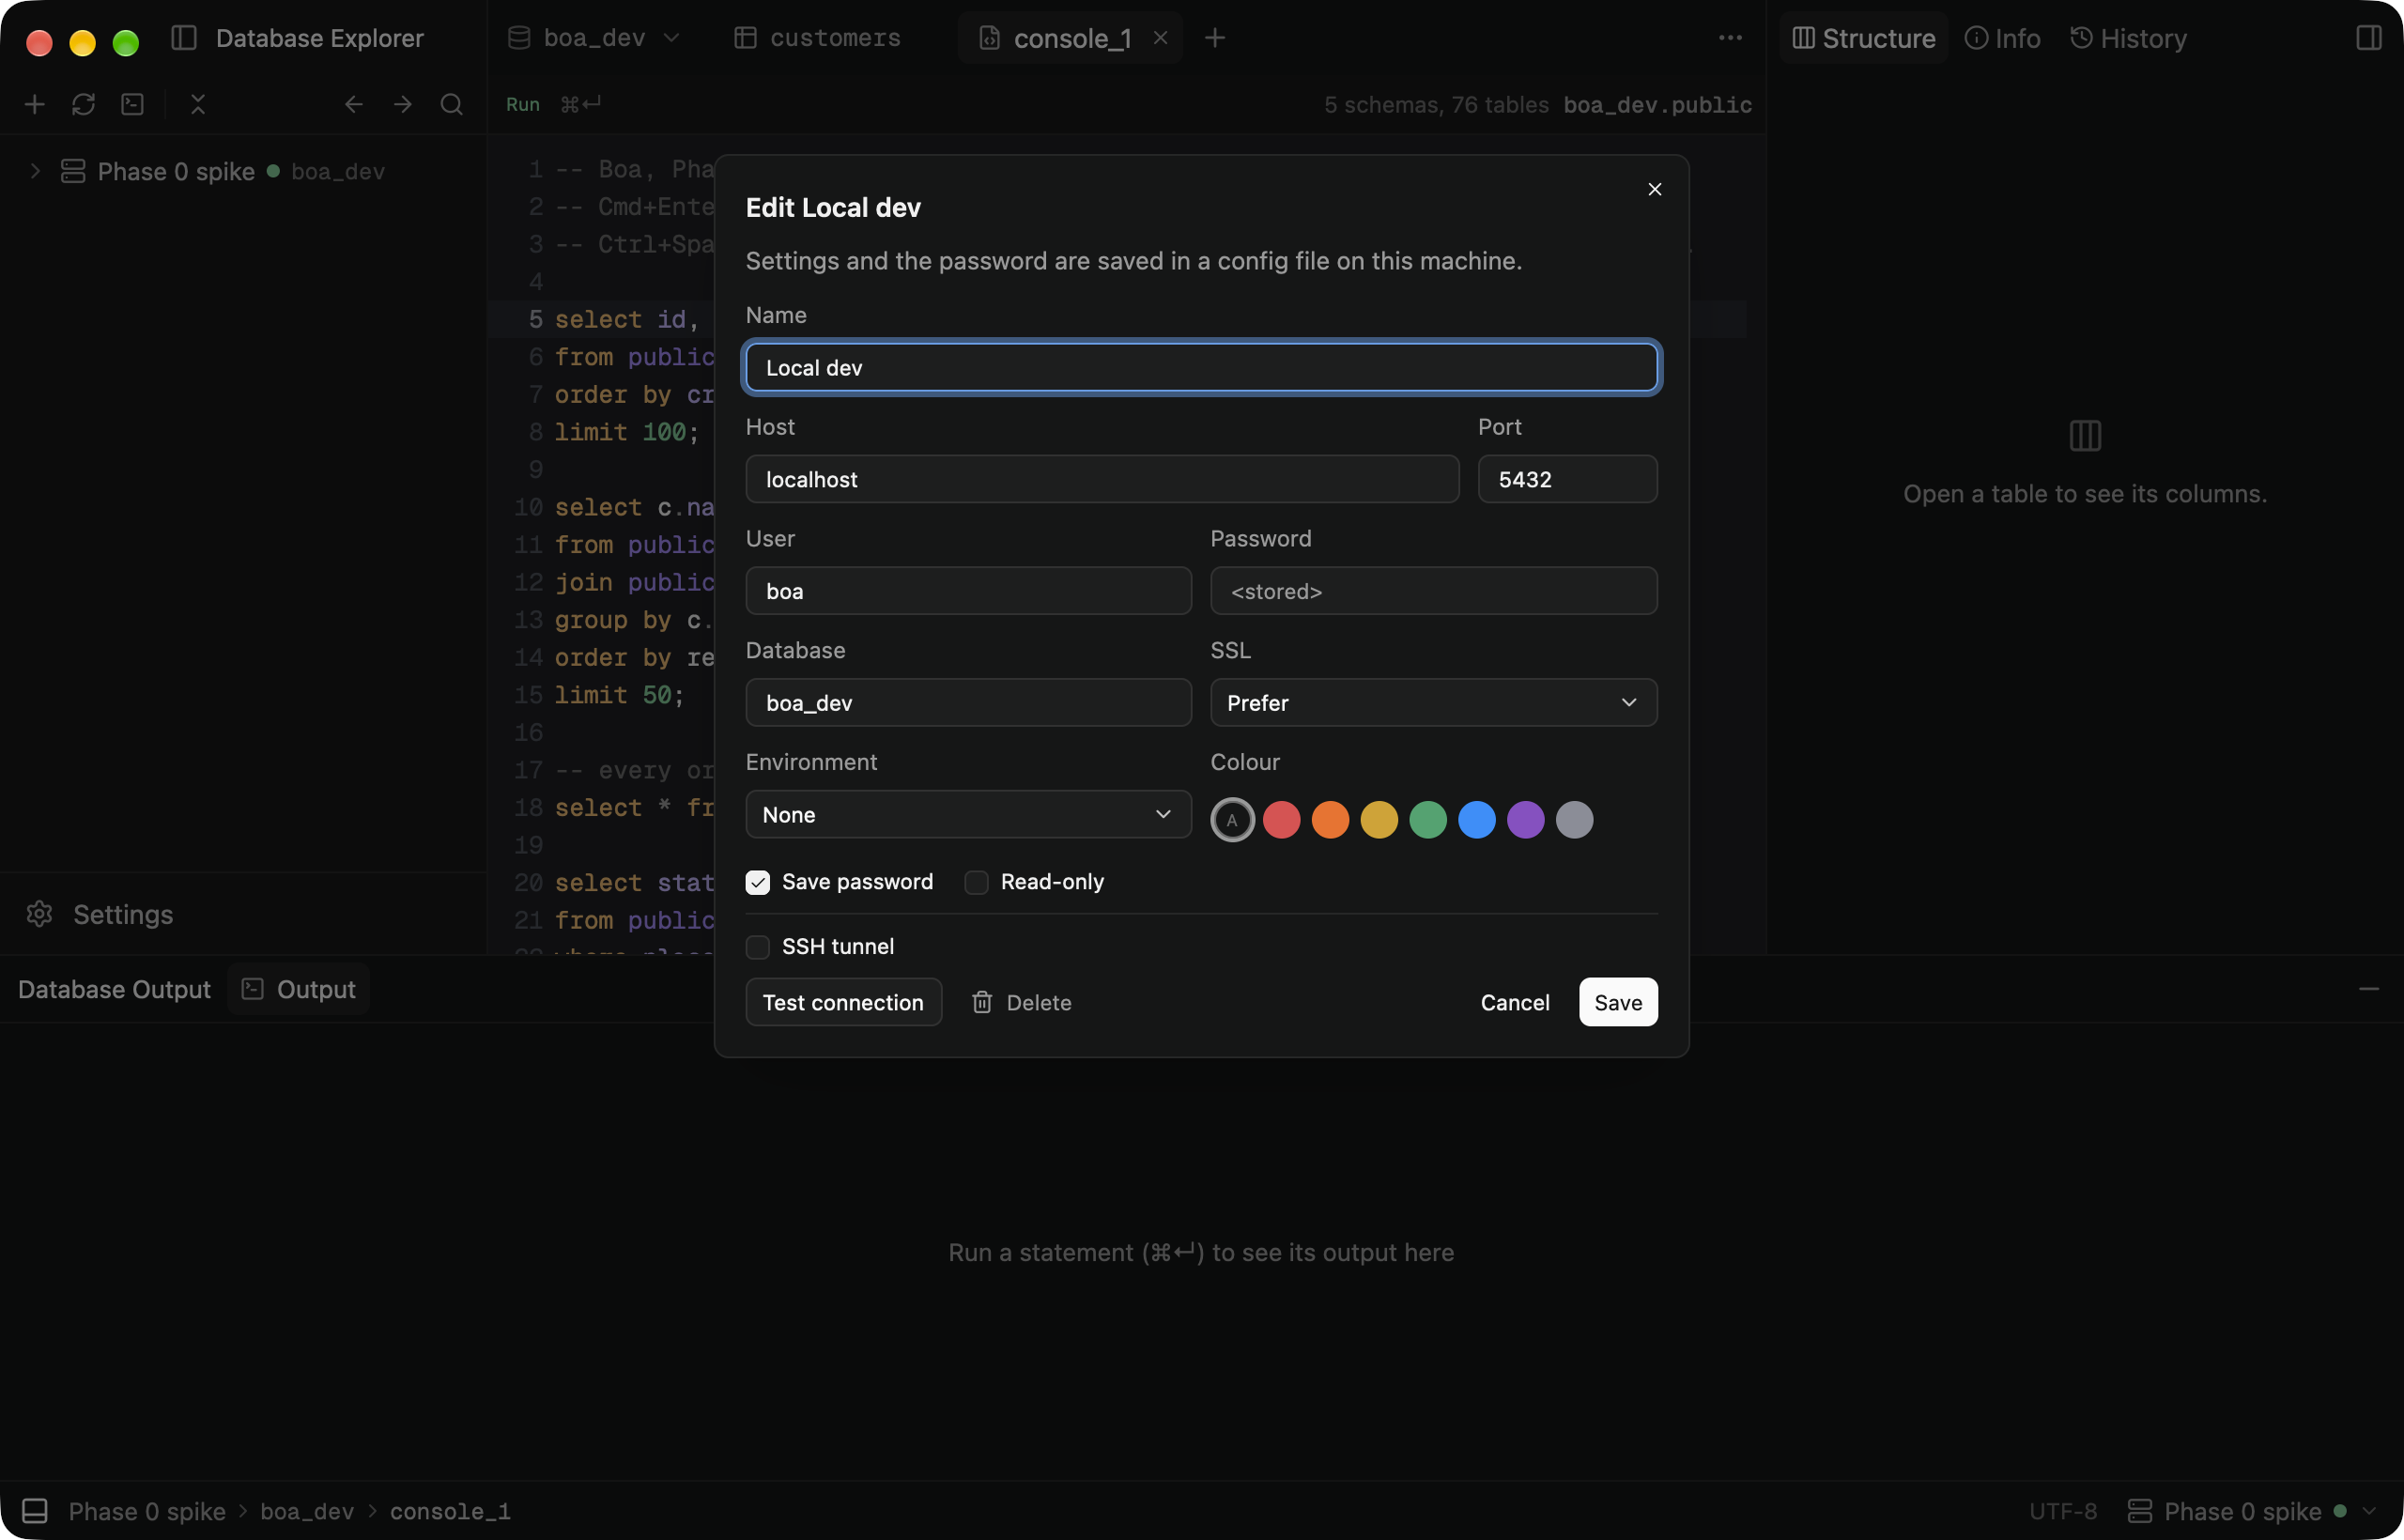 Database Explorer
boa_dev
customers
console_1
Structure
Info
History
Run ⌘↵
5 schemas, 76 tables boa_dev.public
Phase 0 spike boa_dev
Settings
1 -- Boa, Pha
2 -- Cmd+Ente
3 -- Ctrl+Spa
4
5 select id,
6 from public
7 order by cr
8 limit 100;
9
10 select c.na
11 from public
12 join public
13 group by c.
14 order by re
15 limit 50;
16
17 -- every or
18 select * fr
19
20 select stat
21 from public
Edit Local dev
Settings and the password are saved in a config file on this machine.
Name
Local dev
Host Port
localhost 5432
User Password
boa <stored>
Database SSL
boa_dev Prefer
Environment Colour
None A
Save password Read-only
SSH tunnel
Test connection Delete Cancel Save
Open a table to see its columns.
Database Output Output
Run a statement (⌘↵) to see its output here
Phase 0 spike > boa_dev > console_1
UTF-8 Phase 0 spike